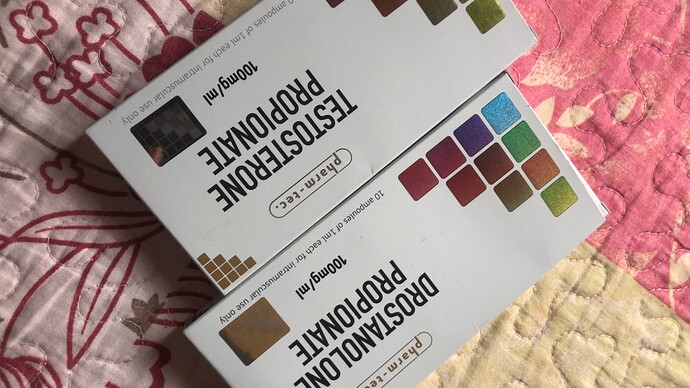 10 ampoules of 1ml each for intramuscular use only
100mg/ml
TESTOSTERONE
PROPIONATE
pharm-tec.
10 ampoules of 1ml each for intramuscular use only
100mg/ml
DROSTANOLONE
PROPIONATE
pharm-tec.